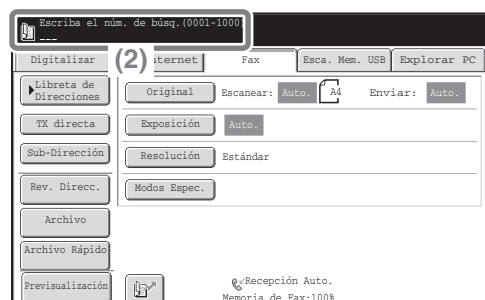 Escriba el núm. de búsq.(0001-1000)
---
Digitalizar
(2)
ternet
Fax
Esca. Mem. USB
Explorar PC
Libreta de
Direcciones
Original
Escanear:
Auto.
A4
Enviar:
Auto.
TX directa
Exposición
Auto.
Sub-Dirección
Resolución
Estándar
Rev. Direcc.
Modos Espec.
Archivo
Archivo Rápido
Previsualización
Recepción Auto.
Memoria de Fax:100%